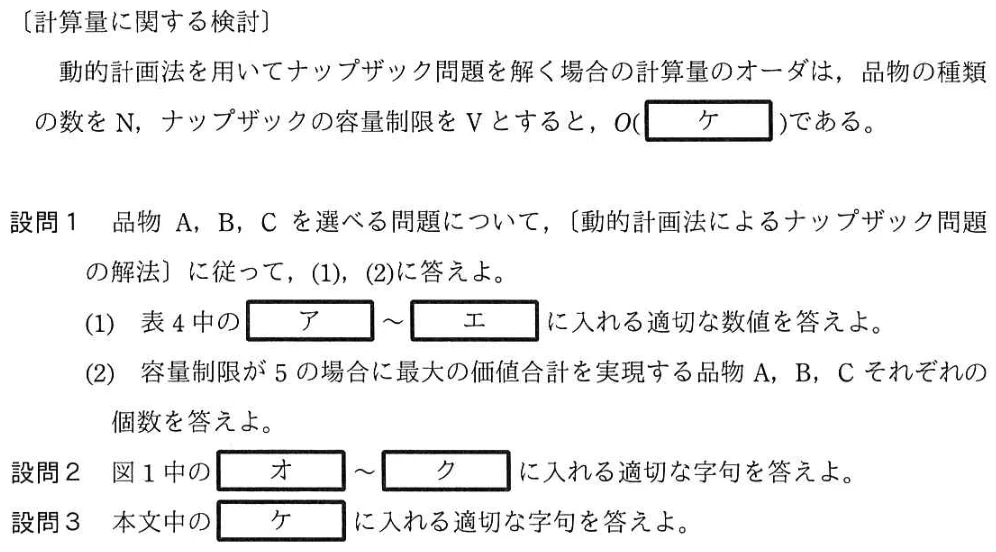 〔計算量に関する検討〕
動的計画法を用いてナップザック問題を解く場合の計算量のオーダは，品物の種類
の数をN，ナップザックの容量制限をVとすると，O( ケ )である。
設問1 品物 A，B，C を選べる問題について，〔動的計画法によるナップザック問題
の解法〕に従って，(1)，(2)に答えよ。
(1) 表4中の ア ～ エ に入れる適切な数値を答えよ。
(2) 容量制限が5の場合に最大の価値合計を実現する品物 A，B，C それぞれの
個数を答えよ。
設問2 図1中の オ ～ ク に入れる適切な字句を答えよ。
設問3 本文中の ケ に入れる適切な字句を答えよ。